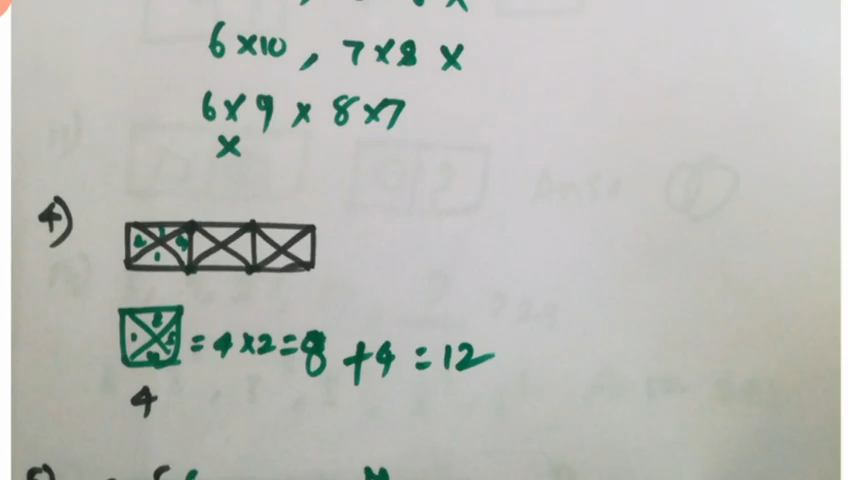 6 x 10 , 7 x 8 x
6 x 9 x 8 x 7
x
4)
= 4 x 2 = 8 + 4 = 12
4